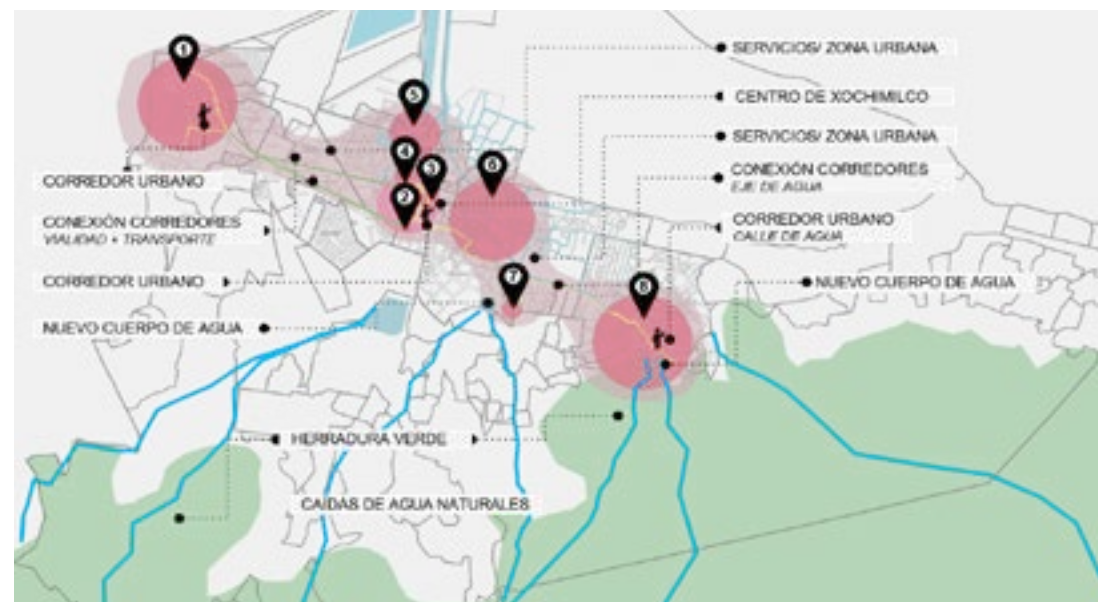 1
5
4
3
6
2
7
8
SERVICIOS/ ZONA URBANA
CENTRO DE XOCHIMILCO
SERVICIOS/ ZONA URBANA
CONEXIÓN CORREDORES
EJE DE AGUA
CORREDOR URBANO
CALLE DE AGUA
NUEVO CUERPO DE AGUA
CORREDOR URBANO
CONEXIÓN CORREDORES
VIALIDAD + TRANSPORTE
CORREDOR URBANO
NUEVO CUERPO DE AGUA
HERRADURA VERDE
CAIDAS DE AGUA NATURALES